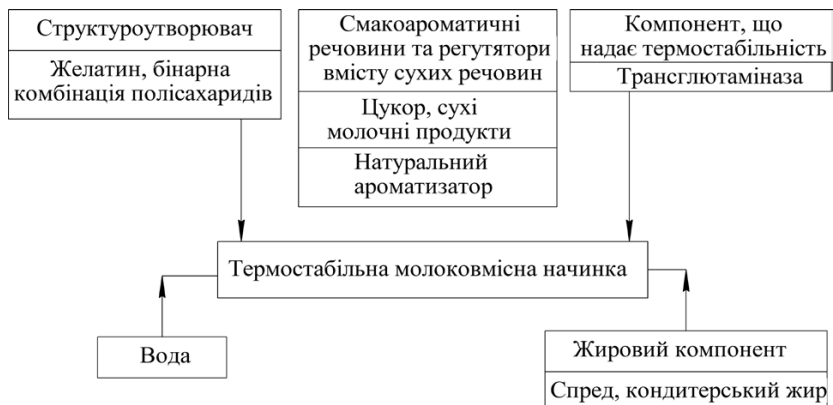 Структуроутворювач
Желатин, бінарна
комбінація полісахаридів
Смакоароматичні
речовини та регутятори
вмісту сухих речовин
Цукор, сухі
молочні продукти
Натуральний
ароматизатор
Компонент, що
надає термостабільність
Трансглютаміназа
Термостабільна молоковмісна начинка
Вода
Жировий компонент
Спред, кондитерський жир